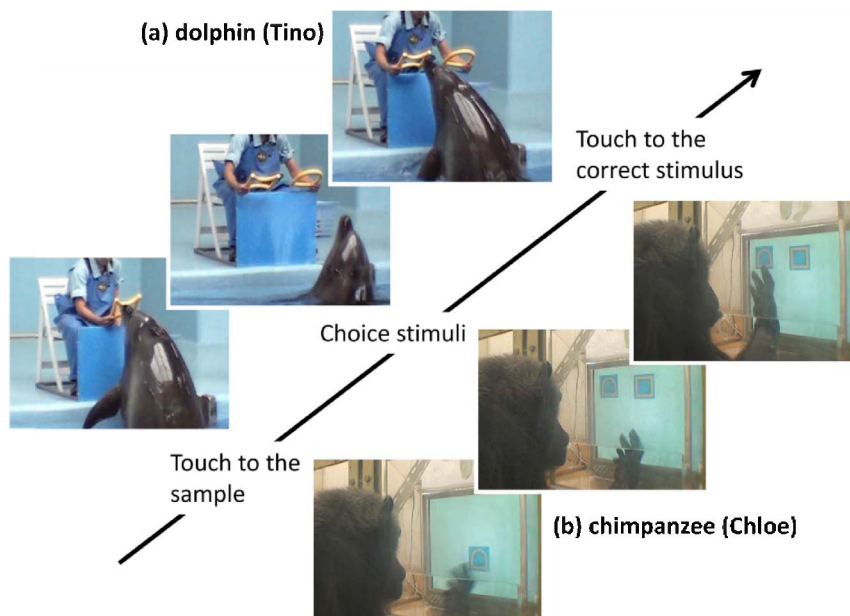 (a) dolphin (Tino)
Touch to the
correct stimulus
Choice stimuli
Touch to the
sample
(b) chimpanzee (Chloe)